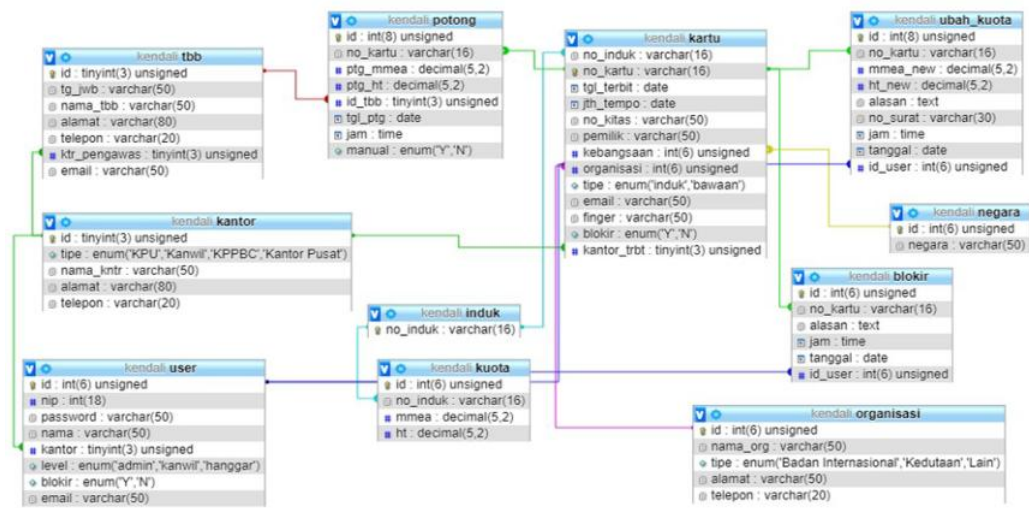 kendali tbb
id : tinyint(3) unsigned
tg_jwb : varchar(50)
nama_tbb : varchar(50)
alamat : varchar(80)
telepon : varchar(20)
ktr_pengawas : tinyint(3) unsigned
email : varchar(50)
kendali potong
id : int(8) unsigned
no_kartu : varchar(16)
ptg_mmea : decimal(5,2)
ptg_ht : decimal(5,2)
id_tbb : tinyint(3) unsigned
tgl_ptg : date
jam : time
manual : enum('Y','N')
kendali kartu
no_induk : varchar(16)
no_kartu : varchar(16)
tgl_terbit : date
jth_tempo : date
no_kitas : varchar(50)
pemilik : varchar(50)
kebangsaan : int(6) unsigned
organisasi : int(6) unsigned
tipe : enum('induk','bawaan')
email : varchar(50)
finger : varchar(50)
blokir : enum('Y','N')
kantor_trbt : tinyint(3) unsigned
kendali ubah_kuota
id : int(8) unsigned
no_kartu : varchar(16)
mmea_new : decimal(5,2)
ht_new : decimal(5,2)
alasan : text
no_surat : varchar(30)
jam : time
tanggal : date
id_user : int(6) unsigned
kendali negara
id : int(6) unsigned
negara : varchar(50)
kendali kantor
id : tinyint(3) unsigned
tipe : enum('KPU','Kanwil','KPPBC','Kantor Pusat')
nama_kntr : varchar(50)
alamat : varchar(80)
telepon : varchar(20)
kendali induk
no_induk : varchar(16)
kendali blokir
id : int(6) unsigned
no_kartu : varchar(16)
alasan : text
jam : time
tanggal : date
id_user : int(6) unsigned
kendali user
id : int(6) unsigned
nip : int(18)
password : varchar(50)
nama : varchar(50)
kantor : tinyint(3) unsigned
level : enum('admin','kanwil','hanggar')
blokir : enum('Y','N')
email : varchar(50)
kendali kuota
id : int(6) unsigned
no_induk : varchar(16)
mmea : decimal(5,2)
ht : decimal(5,2)
kendali organisasi
id : int(6) unsigned
nama_org : varchar(50)
tipe : enum('Badan Internasional','Kedutaan','Lain')
alamat : varchar(50)
telepon : varchar(20)